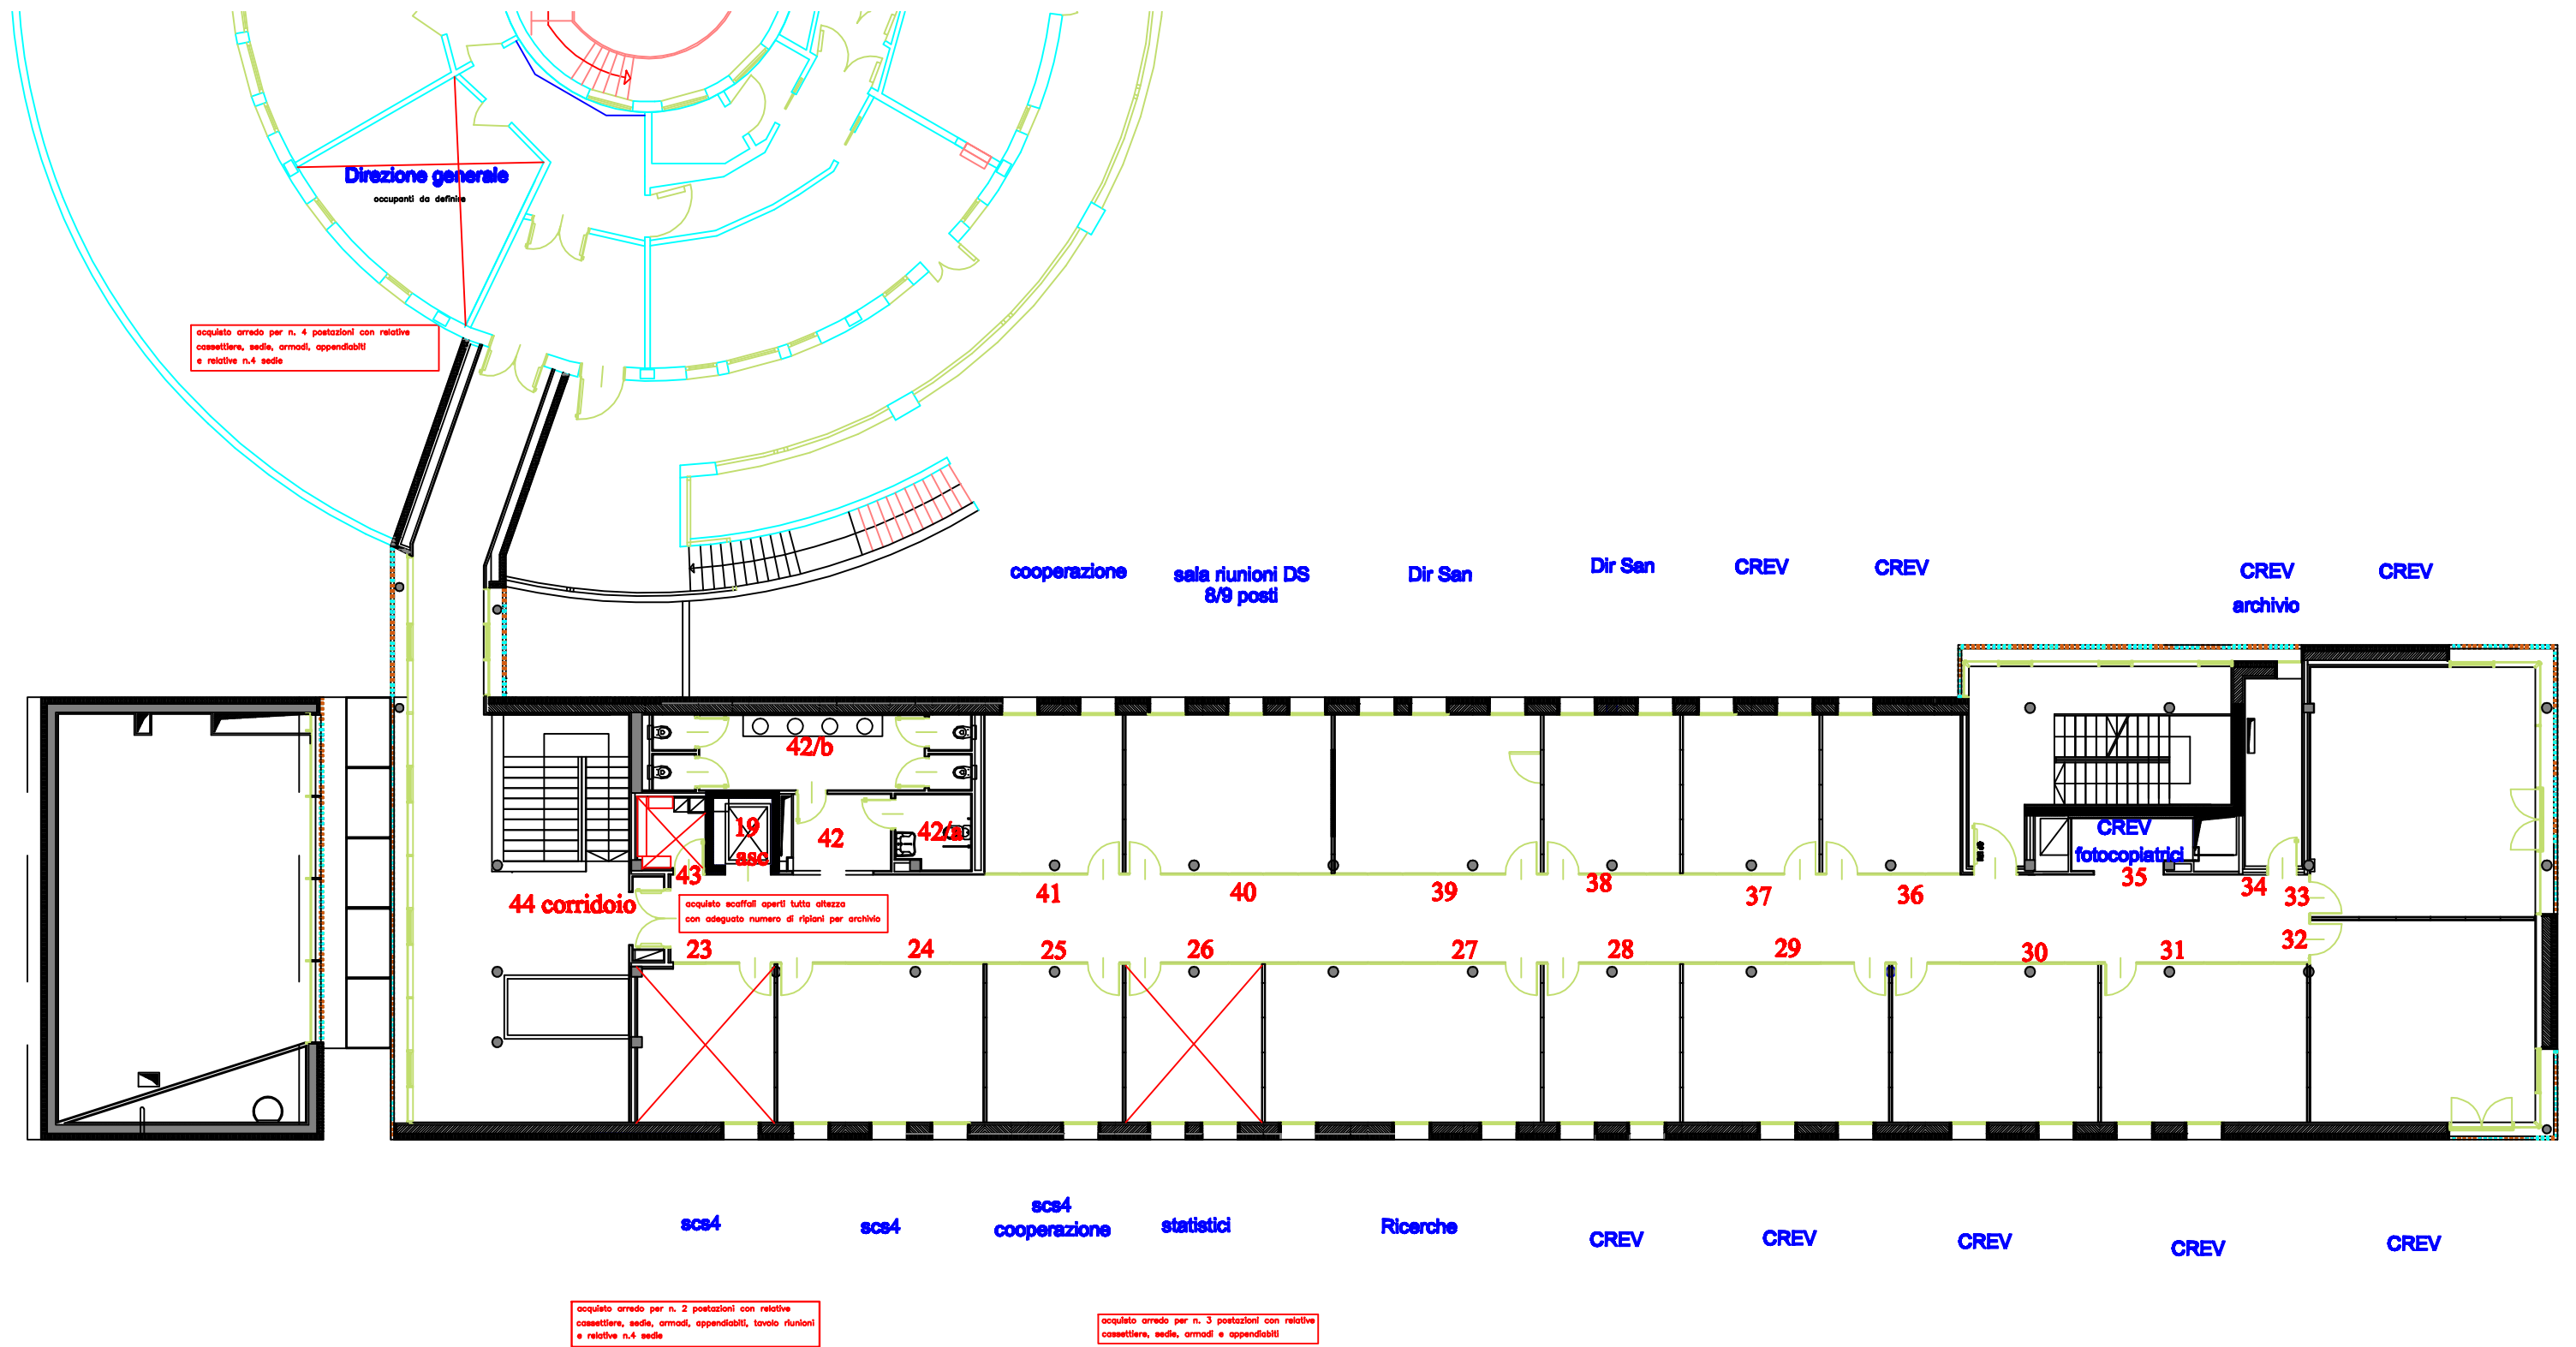 Direzione generale
occupanti da definire
acquisto arredo per n. 4 postazioni con relative
cassettiere, sedie, armadi, appendiabiti
e relative n.4 sedie
cooperazione
sala riunioni DS
8/9 posti
Dir San
Dir San
CREV
CREV
CREV
archivio
CREV
42/b
19
asc
42
42/a
43
44 corridoio
acquisto scaffali aperti tutta altezza
con adeguato numero di ripiani per archivio
41
40
39
38
37
36
CREV
fotocopiatrici
35
34
33
23
24
25
26
27
28
29
30
31
32
scs4
scs4
scs4
cooperazione
statistici
Ricerche
CREV
CREV
CREV
CREV
CREV
acquisto arredo per n. 2 postazioni con relative
cassettiere, sedie, armadi, appendiabiti, tavolo riunioni
e relative n.4 sedie
acquisto arredo per n. 3 postazioni con relative
cassettiere, sedie, armadi e appendiabiti